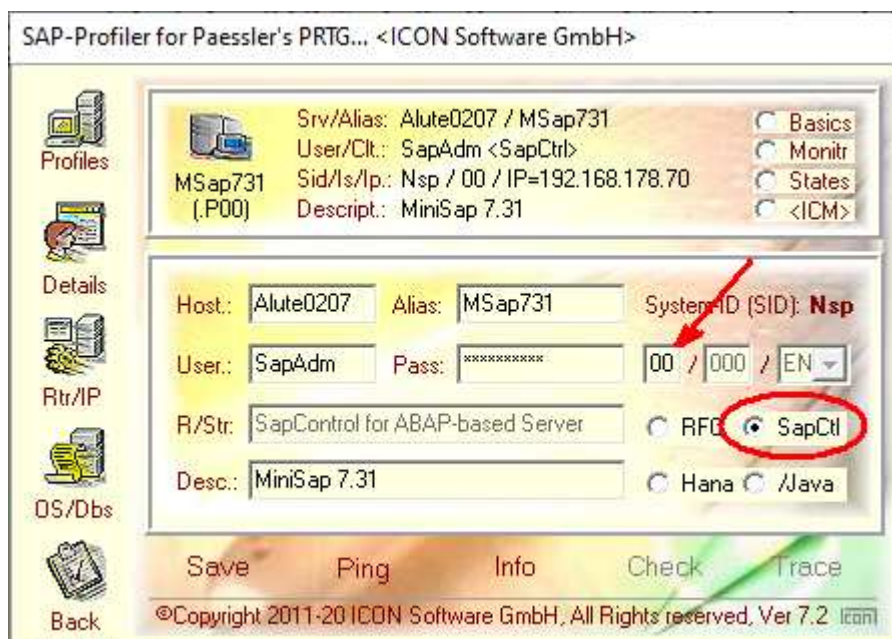 SAP-Profiler for Paessler's PRTG... <ICON Software GmbH>
Profiles
Details
Rtr/IP
OS/Dbs
Back
MSap731
(.P00)
Srv/Alias: Alute0207 / MSap731
User/Clt.: SapAdm <SapCtrl>
Sid/Is/Ip.: Nsp / 00 / IP=192.168.178.70
Descript.: MiniSap 7.31
Basics
Monitr
States
<ICM>
Host.: Alute0207 Alias: MSap731 System-ID (SID): Nsp
User.: SapAdm Pass: ********** 00 / 000 / EN
R/Str: SapControl for ABAP-based Server RFC SapCtl
Desc.: MiniSap 7.31 Hana /Java
Save Ping Info Check Trace
©Copyright 2011-20 ICON Software GmbH, All Rights reserved, Ver 7.2 Icon